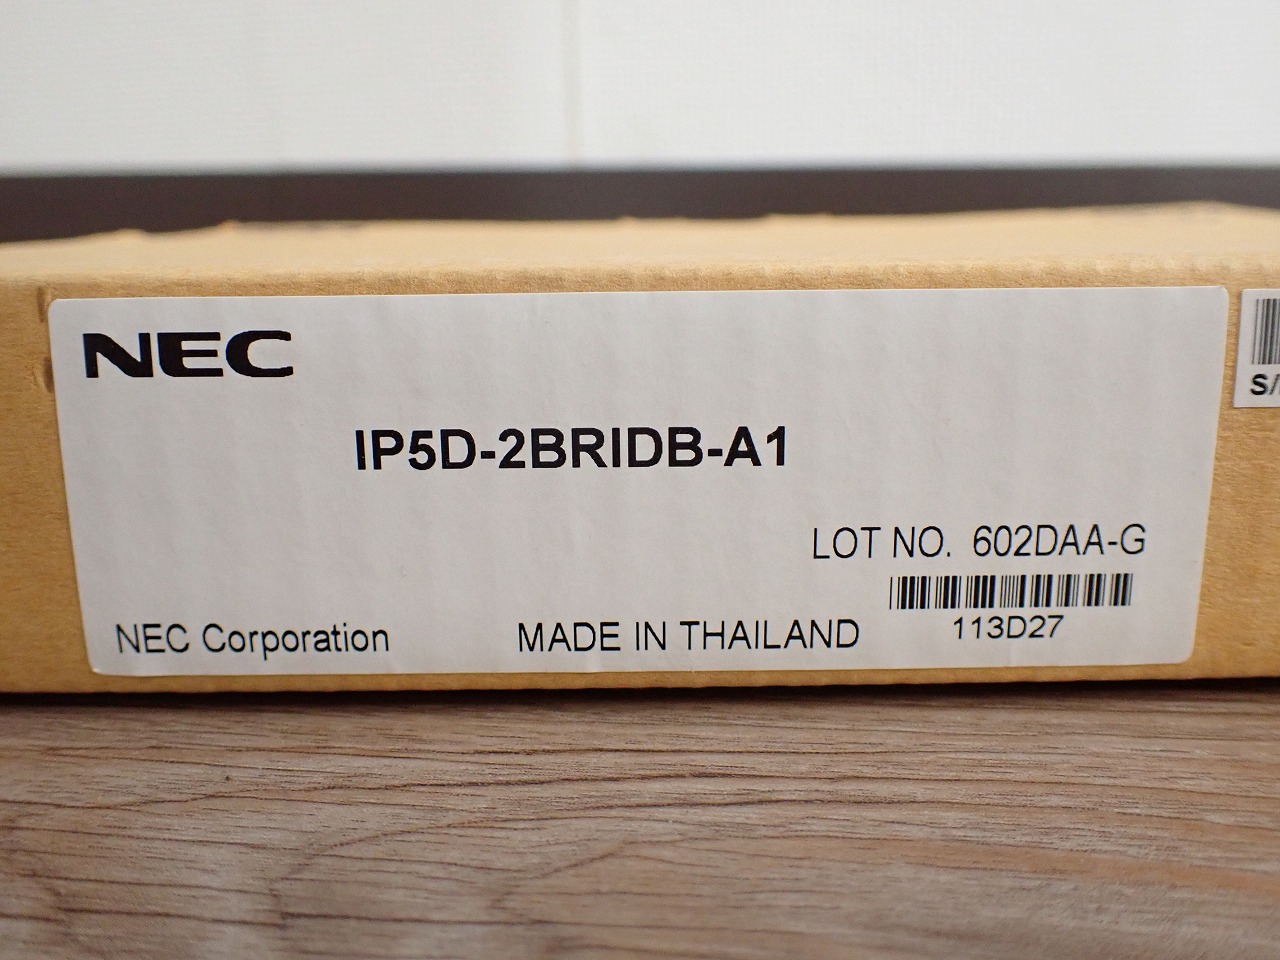 NEC
IP5D-2BRIDB-A1
LOT NO. 602DAA-G
113D27
NEC Corporation
MADE IN THAILAND
S/